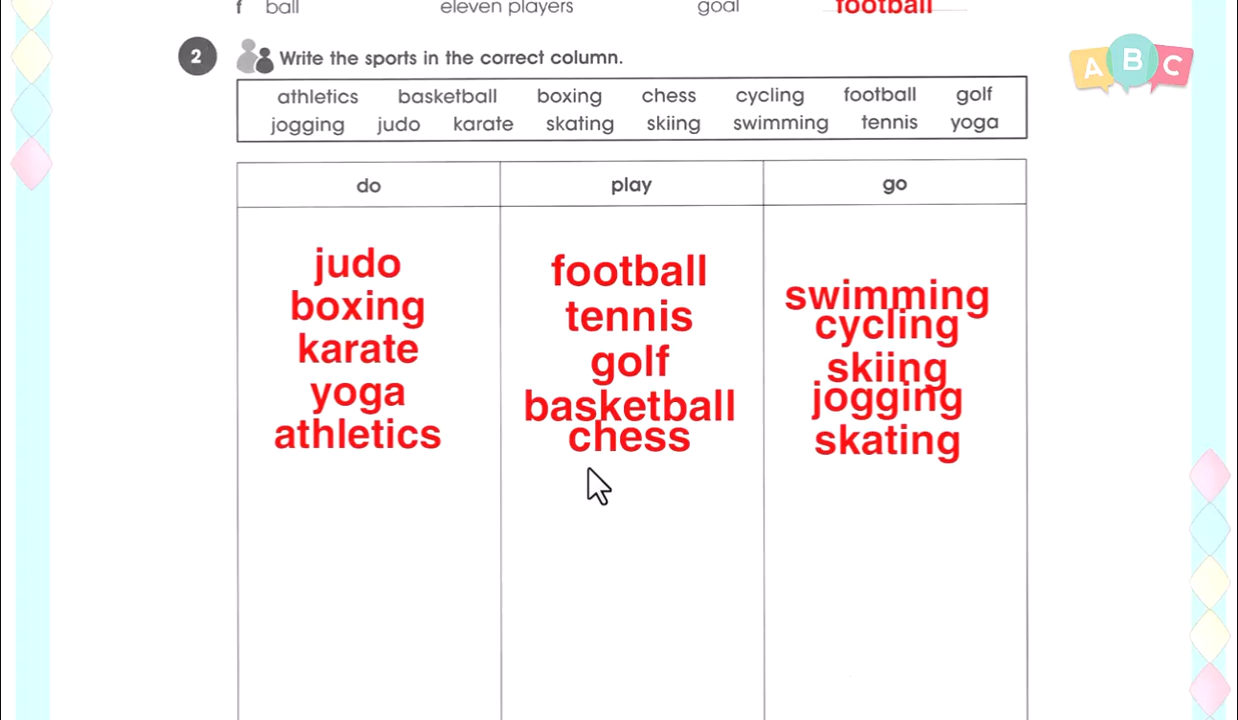 f ball eleven players goal football
2 Write the sports in the correct column.
A B C
athletics basketball boxing chess cycling football golf
jogging judo karate skating skiing swimming tennis yoga
do play go
judo
boxing
karate
yoga
athletics
football
tennis
golf
basketball
chess
swimming
cycling
skiing
jogging
skating